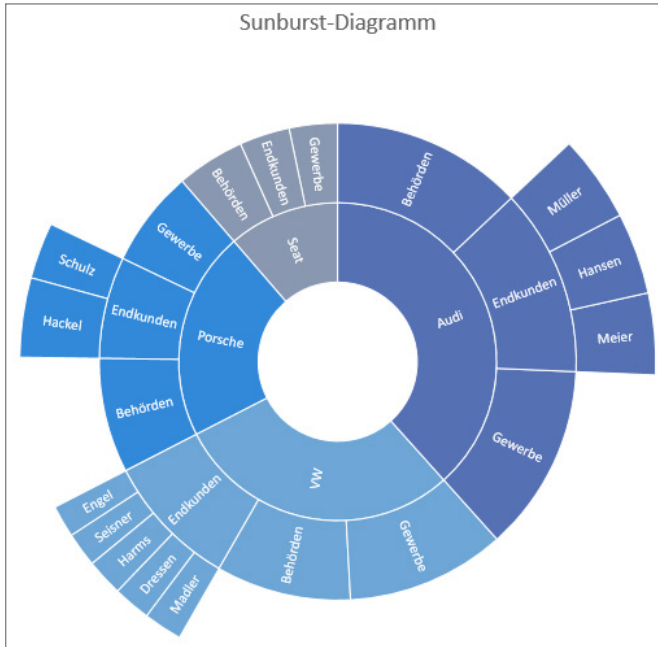 Sunburst-Diagramm
Audi
Behörden
Endkunden
Müller
Hansen
Meier
Gewerbe
VW
Gewerbe
Behörden
Endkunden
Madler
Dressen
Harms
Seisner
Engel
Porsche
Behörden
Endkunden
Hackel
Schulz
Gewerbe
Seat
Behörden
Endkunden
Gewerbe